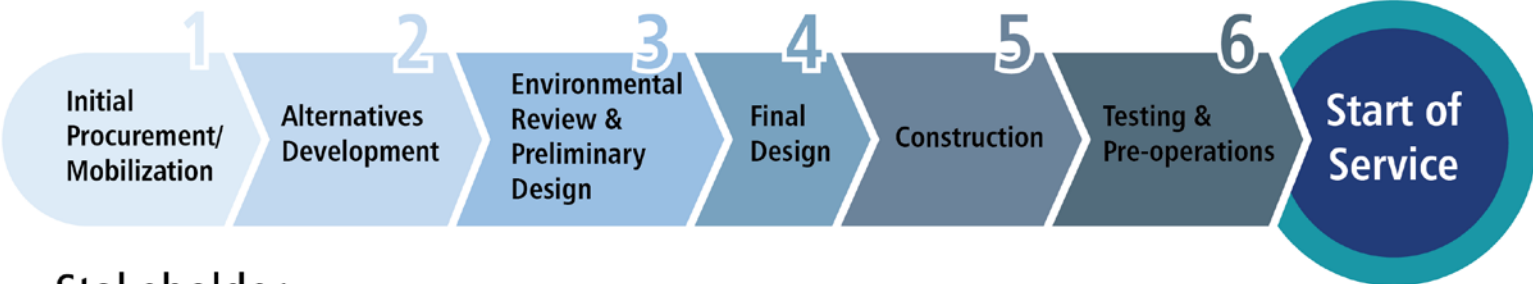 1
Initial
Procurement/
Mobilization
2
Alternatives
Development
3
Environmental
Review &
Preliminary
Design
4
Final
Design
5
Construction
6
Testing &
Pre-operations
Start of
Service
Stakeholder